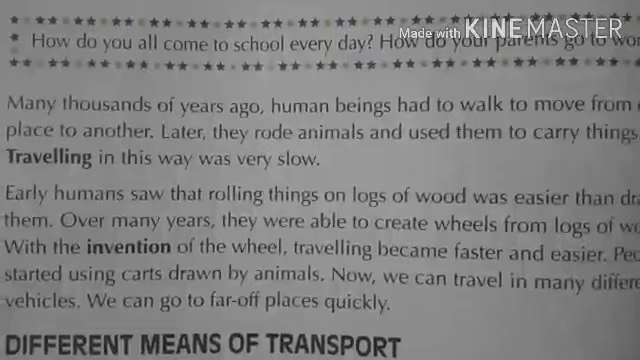 Made with KINEMASTER
How do you all come to school every day? How do your parents go to
Many thousands of years ago, human beings had to walk to move from
place to another. Later, they rode animals and used them to carry things
Travelling in this way was very slow.
Early humans saw that rolling things on logs of wood was easier than
them. Over many years, they were able to create wheels from logs of
With the invention of the wheel, travelling became faster and easier.
started using carts drawn by animals. Now, we can travel in many
vehicles. We can go to far-off places quickly.
DIFFERENT MEANS OF TRANSPORT